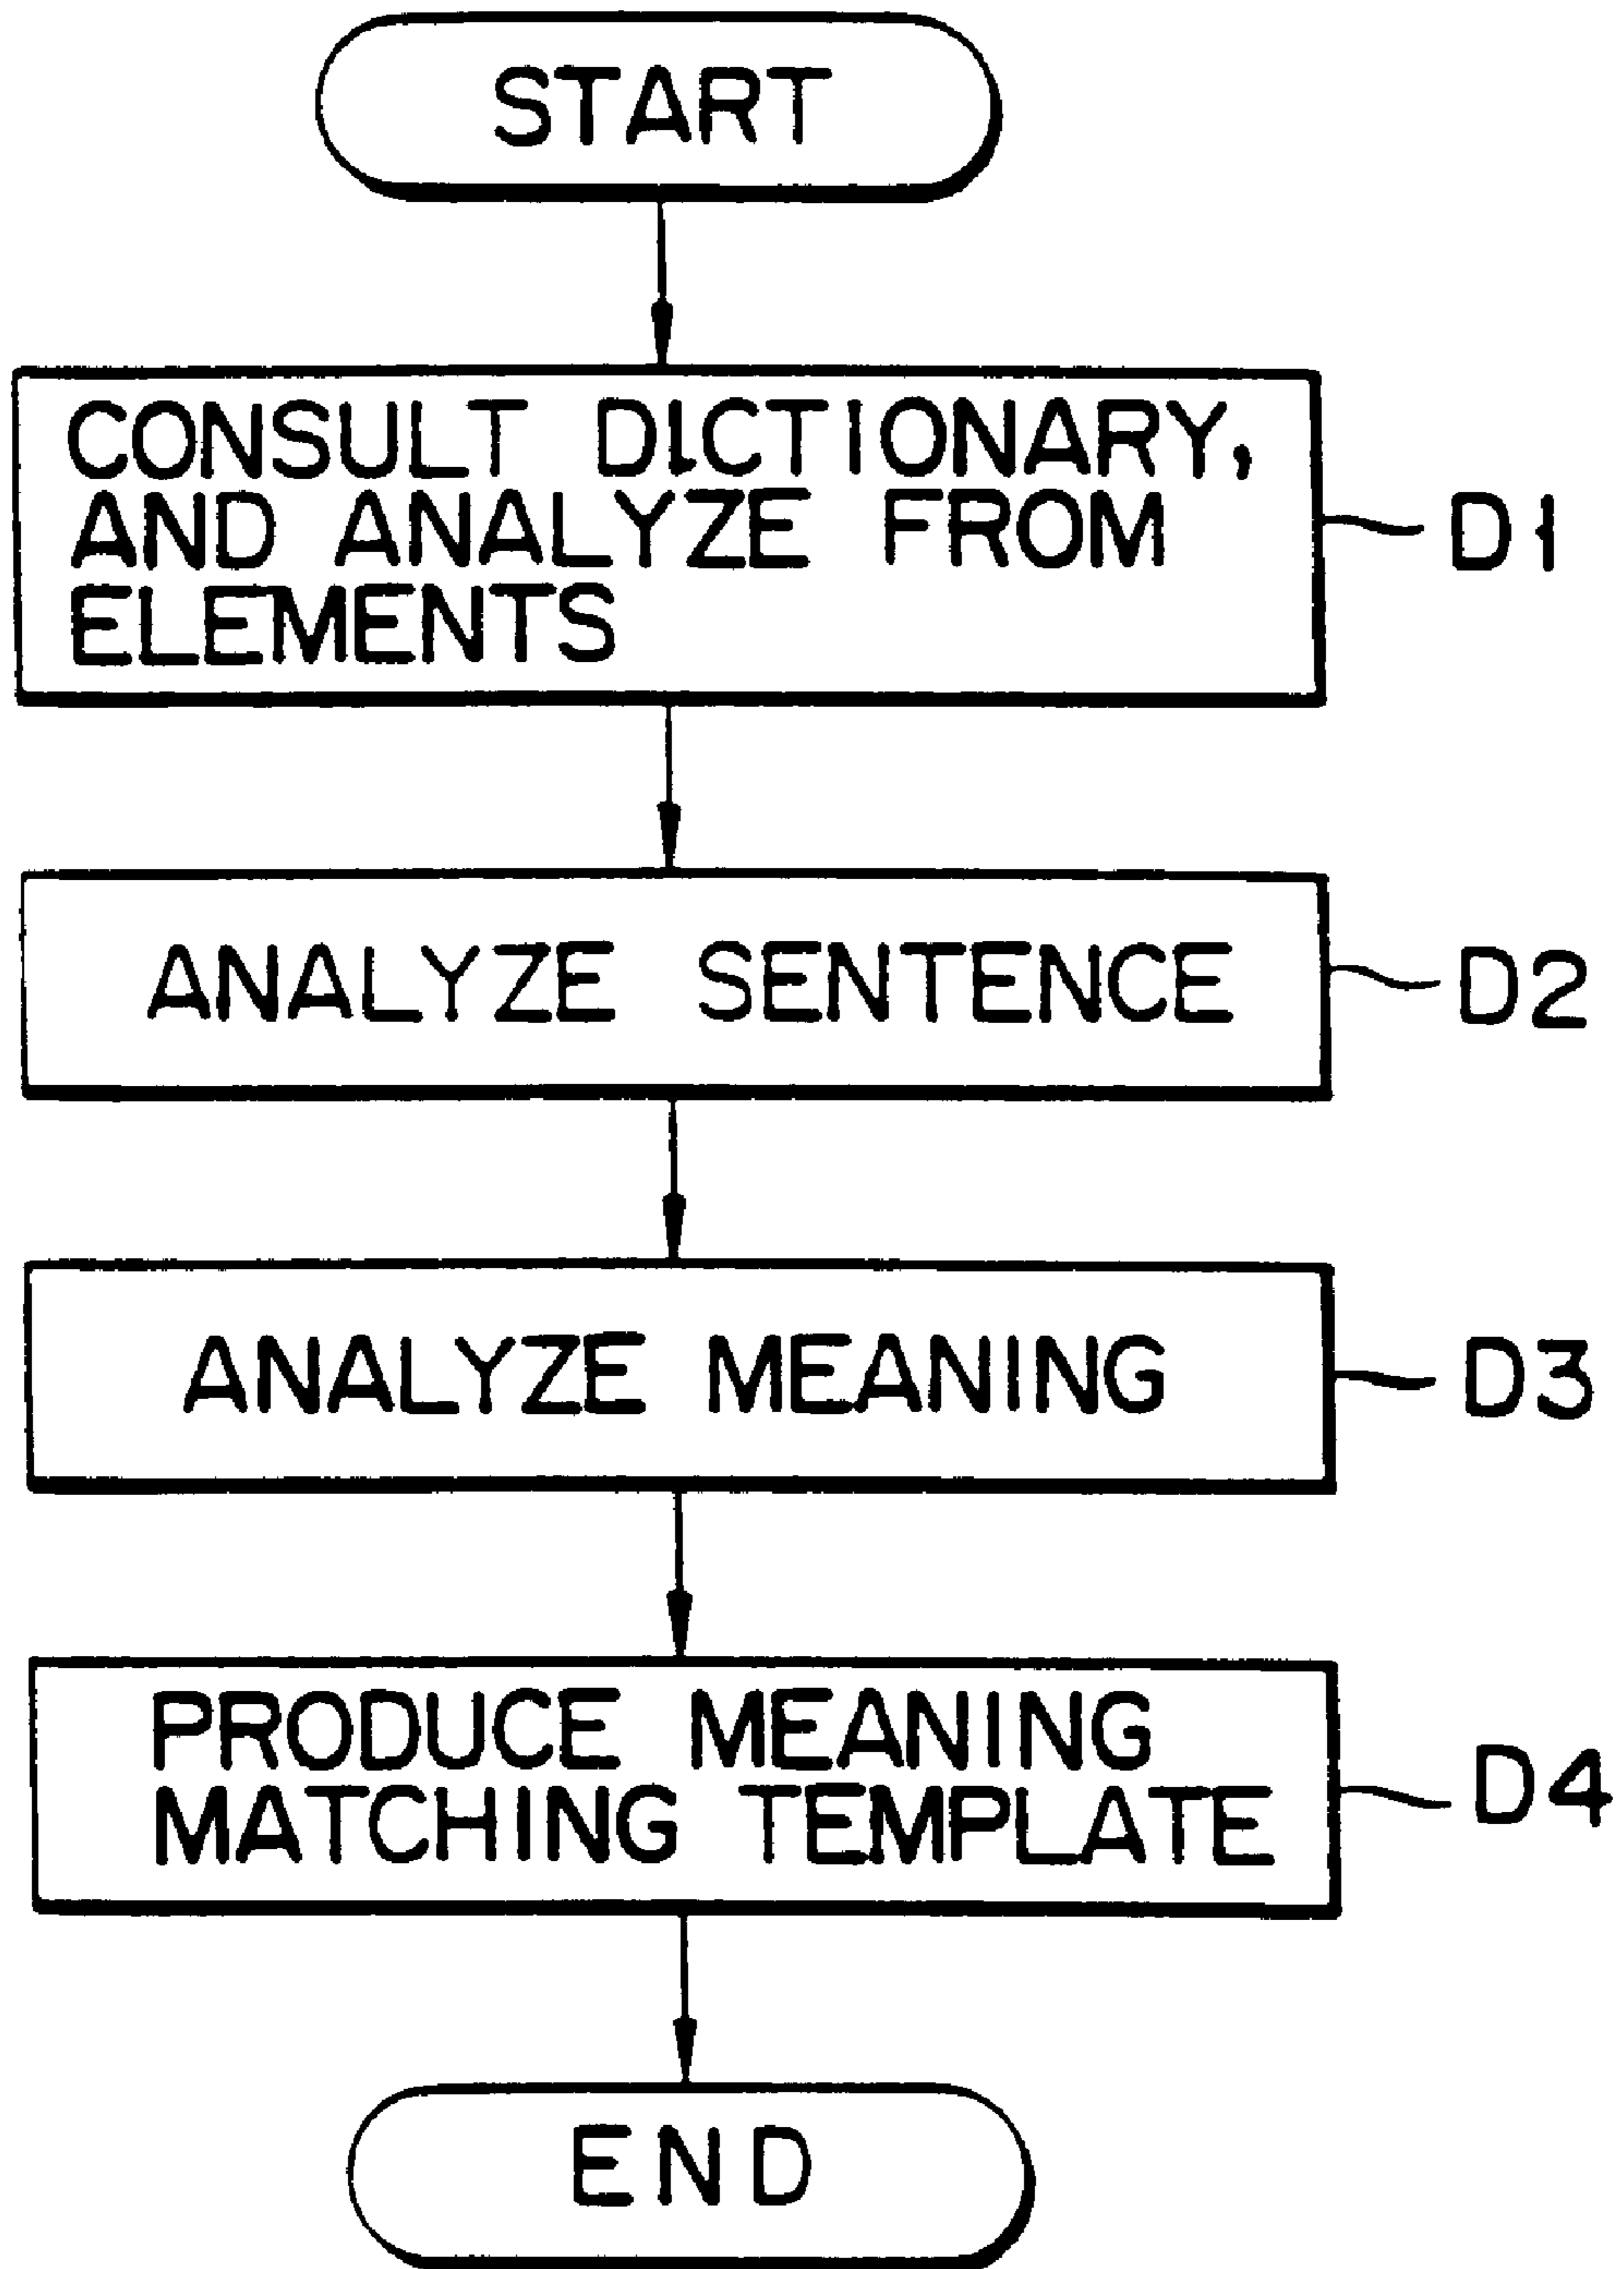 START
CONSULT DICTIONARY,
AND ANALYZE FROM
ELEMENTS
D1
ANALYZE SENTENCE
D2
ANALYZE MEANING
D3
PRODUCE MEANING
MATCHING TEMPLATE
D4
END